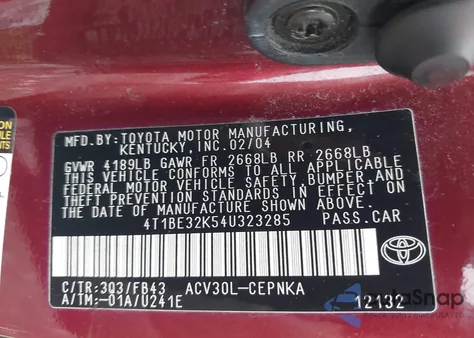 MFD.BY:TOYOTA MOTOR MANUFACTURING,
KENTUCKY, INC. 02/04
GVWR 4189LB GAWR FR 2668LB RR 2668LB
THIS VEHICLE CONFORMS TO ALL APPLICABLE
FEDERAL MOTOR VEHICLE SAFETY, BUMPER, AND
THEFT PREVENTION STANDARDS IN EFFECT ON
THE DATE OF MANUFACTURE SHOWN ABOVE.
4T1BE32K54U323285 PASS.CAR
C/TR:3Q3/FB43 ACV30L-CEPNKA
A/TM:-01A/U241E 12132
TOYOTA
AutoSnap